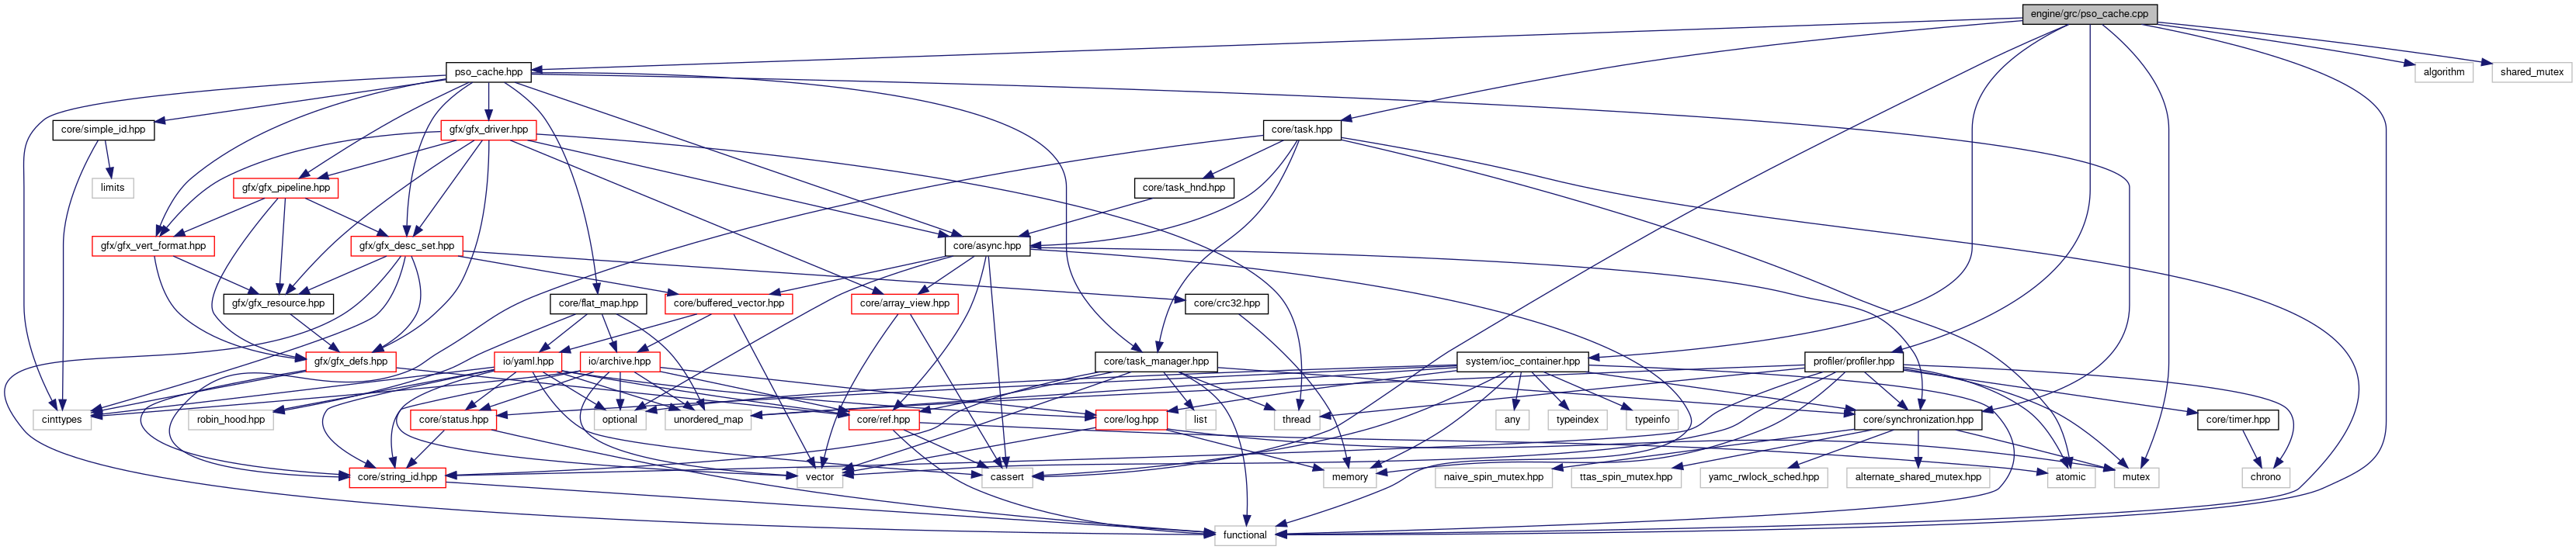 engine/grc/pso_cache.cpp
pso_cache.hpp
algorithm
shared_mutex
core/simple_id.hpp
gfx/gfx_driver.hpp
core/task.hpp
limits
gfx/gfx_pipeline.hpp
core/task_hnd.hpp
gfx/gfx_vert_format.hpp
gfx/gfx_desc_set.hpp
core/async.hpp
gfx/gfx_resource.hpp
core/flat_map.hpp
core/buffered_vector.hpp
core/array_view.hpp
core/crc32.hpp
gfx/gfx_defs.hpp
io/yaml.hpp
io/archive.hpp
core/task_manager.hpp
system/ioc_container.hpp
profiler/profiler.hpp
cinttypes
robin_hood.hpp
core/status.hpp
optional
unordered_map
core/ref.hpp
core/log.hpp
list
thread
any
typeindex
typeinfo
core/synchronization.hpp
core/timer.hpp
core/string_id.hpp
vector
cassert
memory
naive_spin_mutex.hpp
ttas_spin_mutex.hpp
yamc_rwlock_sched.hpp
alternate_shared_mutex.hpp
atomic
mutex
chrono
functional